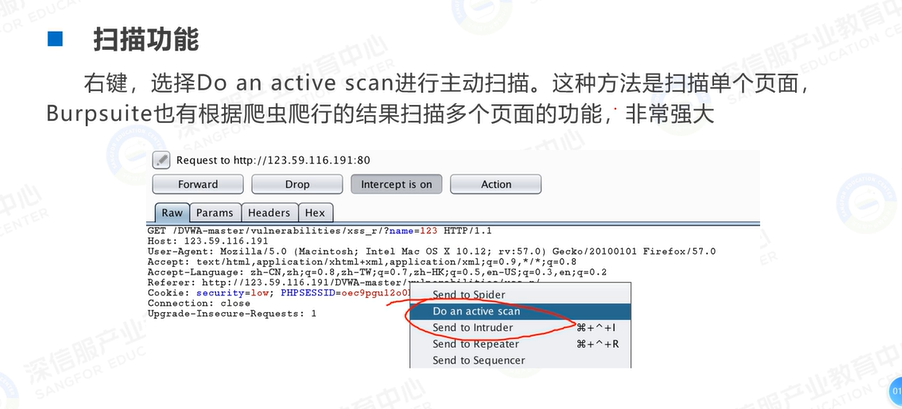 扫描功能
右键，选择Do an active scan进行主动扫描。这种方法是扫描单个页面，
Burpsuite也有根据爬虫爬行的结果扫描多个页面的功能，非常强大
Request to http://123.59.116.191:80
Forward Drop Intercept is on Action
Raw Params Headers Hex
GET /DVWA-master/vulnerabilities/xss_r/?name=123 HTTP/1.1
Host: 123.59.116.191
User-Agent: Mozilla/5.0 (Macintosh; Intel Mac OS X 10.12; rv:57.0) Gecko/20100101 Firefox/57.0
Accept: text/html,application/xhtml+xml,application/xml;q=0.9,*/*;q=0.8
Accept-Language: zh-CN,zh;q=0.8,zh-TW;q=0.7,zh-HK;q=0.5,en-US;q=0.3,en;q=0.2
Referer: http://123.59.116.191/DVWA-master/
Cookie: security=low; PHPSESSID=oec9pgul2o
Connection: close
Upgrade-Insecure-Requests: 1
Send to Spider
Do an active scan
Send to Intruder ⌘+^+I
Send to Repeater ⌘+^+R
Send to Sequencer
深信服产业教育中心
SANGFOR EDUCATION CENTER
01